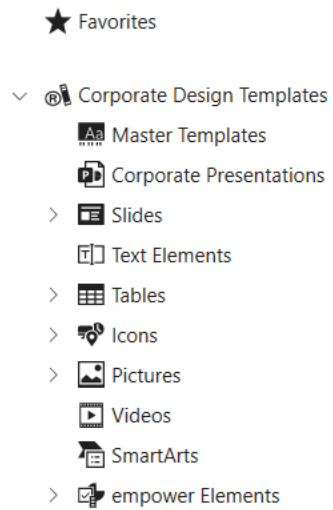 Favorites
Corporate Design Templates
Master Templates
Corporate Presentations
Slides
Text Elements
Tables
Icons
Pictures
Videos
SmartArts
empower Elements